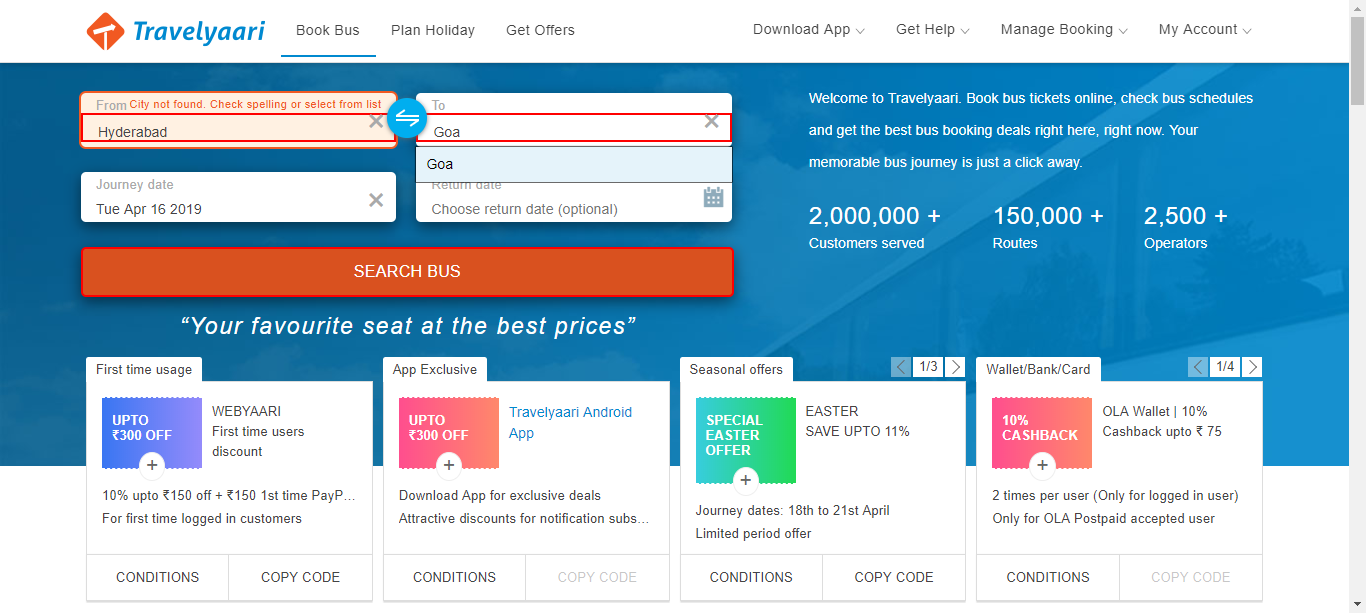 Travelyaari
Book Bus
Plan Holiday
Get Offers
Download App
Get Help
Manage Booking
My Account
From City not found. Check spelling or select from list
Hyderabad
To
Goa
Goa
Journey date
Tue Apr 16 2019
Return date
Choose return date (optional)
SEARCH BUS
“Your favourite seat at the best prices”
Welcome to Travelyaari. Book bus tickets online, check bus schedules
and get the best bus booking deals right here, right now. Your
memorable bus journey is just a click away.
2,000,000 +
Customers served
150,000 +
Routes
2,500 +
Operators
First time usage
UPTO
₹300 OFF
WEBYAARI
First time users
discount
10% upto ₹150 off + ₹150 1st time PayP...
For first time logged in customers
CONDITIONS
COPY CODE
App Exclusive
UPTO
₹300 OFF
Travelyaari Android
App
Download App for exclusive deals
Attractive discounts for notification subs...
CONDITIONS
COPY CODE
Seasonal offers
1/3
SPECIAL
EASTER
OFFER
EASTER
SAVE UPTO 11%
Journey dates: 18th to 21st April
Limited period offer
CONDITIONS
COPY CODE
Wallet/Bank/Card
1/4
10%
CASHBACK
OLA Wallet | 10%
Cashback upto ₹ 75
2 times per user (Only for logged in user)
Only for OLA Postpaid accepted user
CONDITIONS
COPY CODE